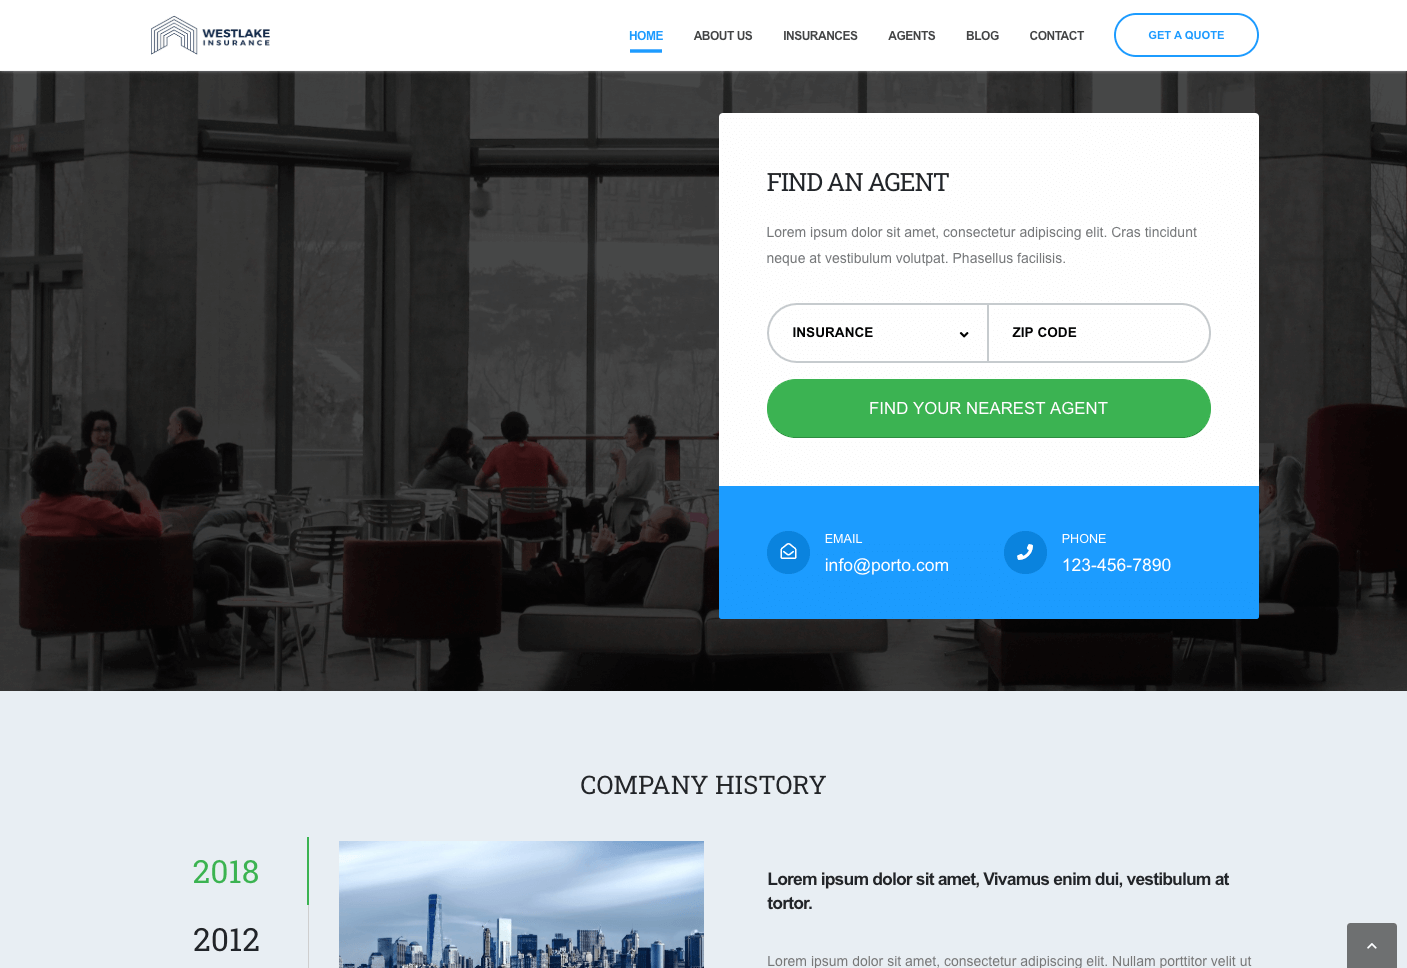 WESTLAKE
INSURANCE
HOME
ABOUT US
INSURANCES
AGENTS
BLOG
CONTACT
GET A QUOTE
FIND AN AGENT
Lorem ipsum dolor sit amet, consectetur adipiscing elit. Cras tincidunt
neque at vestibulum volutpat. Phasellus facilisis.
INSURANCE
ZIP CODE
FIND YOUR NEAREST AGENT
EMAIL
info@porto.com
PHONE
123-456-7890
COMPANY HISTORY
2018
2012
Lorem ipsum dolor sit amet, Vivamus enim dui, vestibulum at
tortor.
Lorem ipsum dolor sit amet, consectetur adipiscing elit. Nullam porttitor velit ut